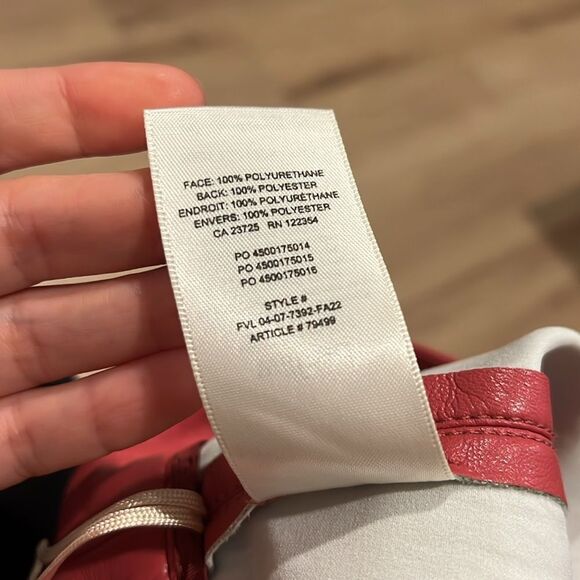 FACE: 100% POLYURETHANE
BACK: 100% POLYESTER
ENDROIT: 100% POLYURÉTHANE
ENVERS: 100% POLYESTER
CA 23725 RN 122354
PO 4500175014
PO 4500175015
PO 4500175016
STYLE #
FVL 04-07-7392-FA22
ARTICLE # 79499